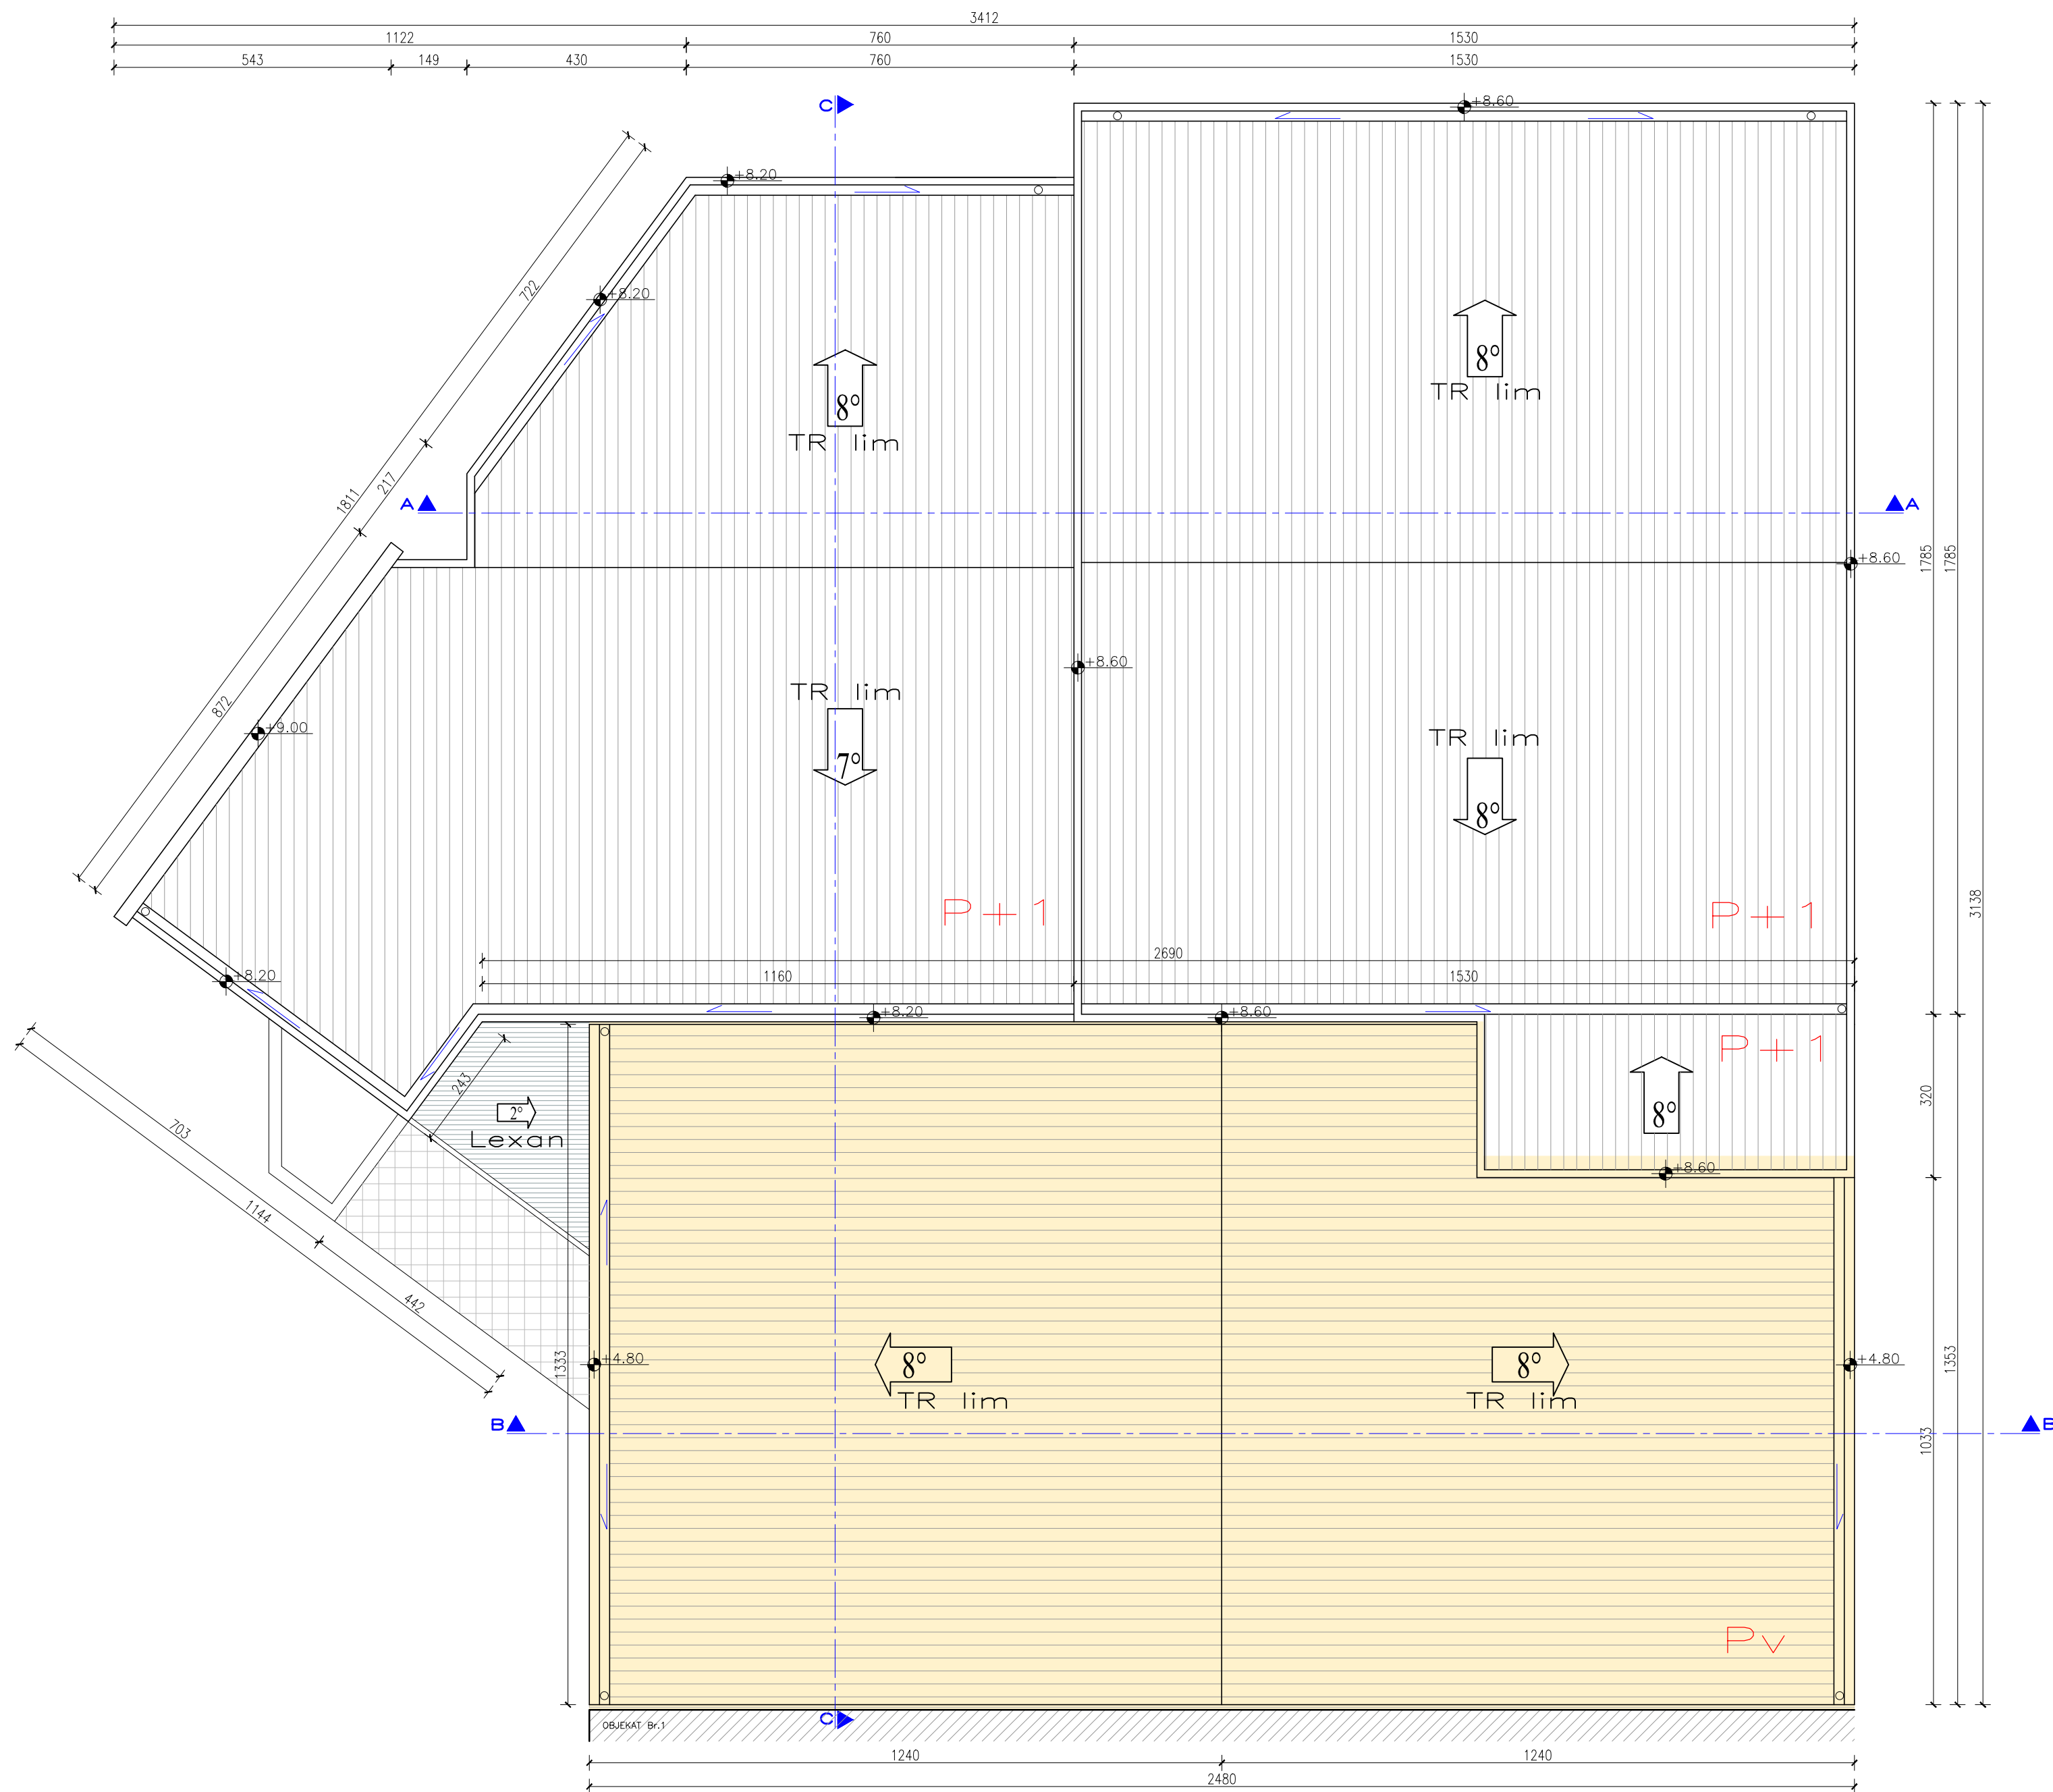 3412
1122
760
1530
543
149
430
760
1530
C
+8.60
+8.20
722
+8.20
8°
TR lim
8°
TR lim
217
1811
A
A
1785
1785
+8.60
+8.60
872
+9.00
TR lim
7°
TR lim
8°
P+1
P+1
3138
2690
1160
1530
+8.20
+8.20
+8.60
P+1
243
2°
Lexan
8°
320
703
+8.60
1144
442
1333
+4.80
8°
TR lim
8°
TR lim
+4.80
1353
B
B
1033
Pv
C
OBJEKAT Br.1
1240
1240
2480